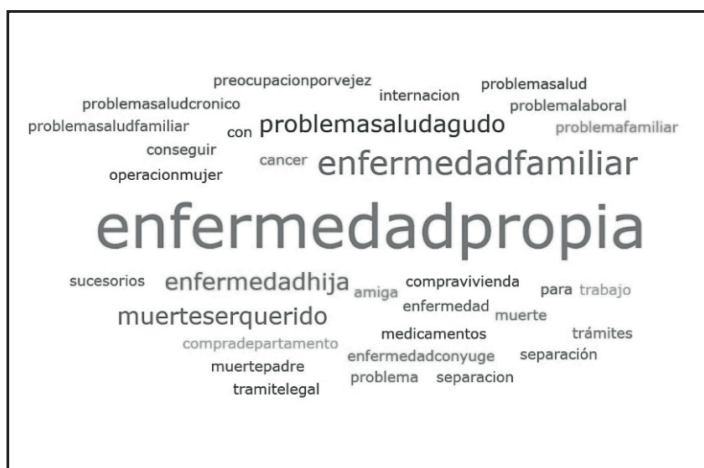 preocupacionporvejez
internacion
problemasalud
problemasaludcronico
problemalaboral
problemasaludfamiliar
con
problemasaludagudo
problemafamiliar
conseguir
cancer
enfermedadfamiliar
operacionmujer
enfermedadpropia
sucesorios
enfermedadhija
amiga
compravivienda
para
trabajo
muerteserquerido
enfermedad
muerte
medicamentos
trámites
compradepartamento
enfermedadconyuge
separación
muertepadre
problema
separacion
tramitelegal